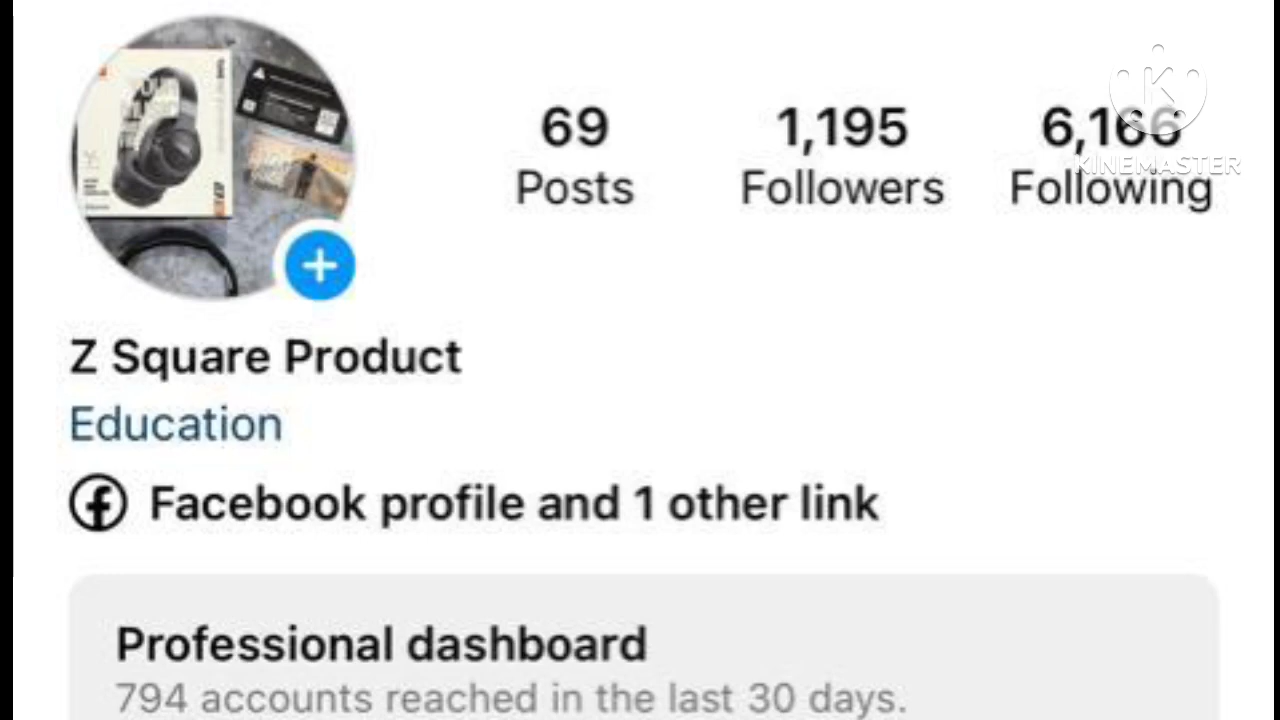 69
1,195
6,166
Posts
Followers
Following
KINEMASTER
Z Square Product
Education
Facebook profile and 1 other link
Professional dashboard
794 accounts reached in the last 30 days.